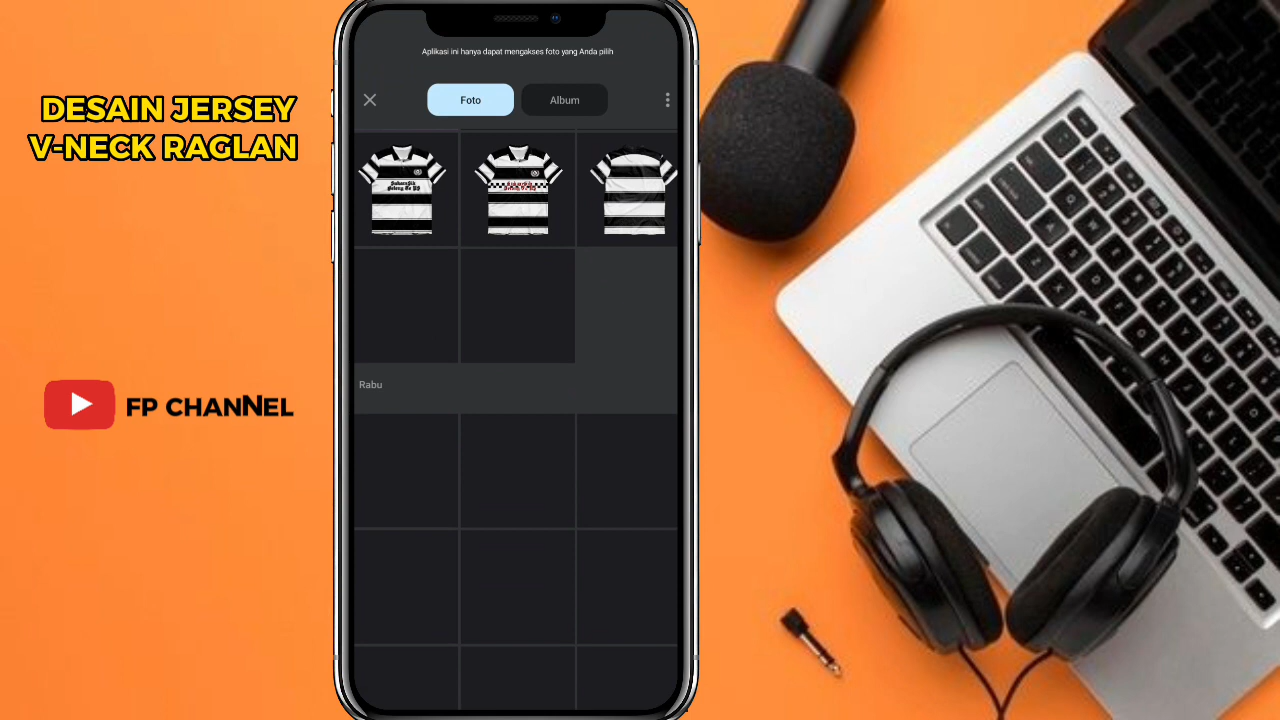 Aplikasi ini hanya dapat mengakses foto yang Anda pilih
Foto
Album
DESAIN JERSEY
V-NECK RAGLAN
Rabu
FP CHANNEL